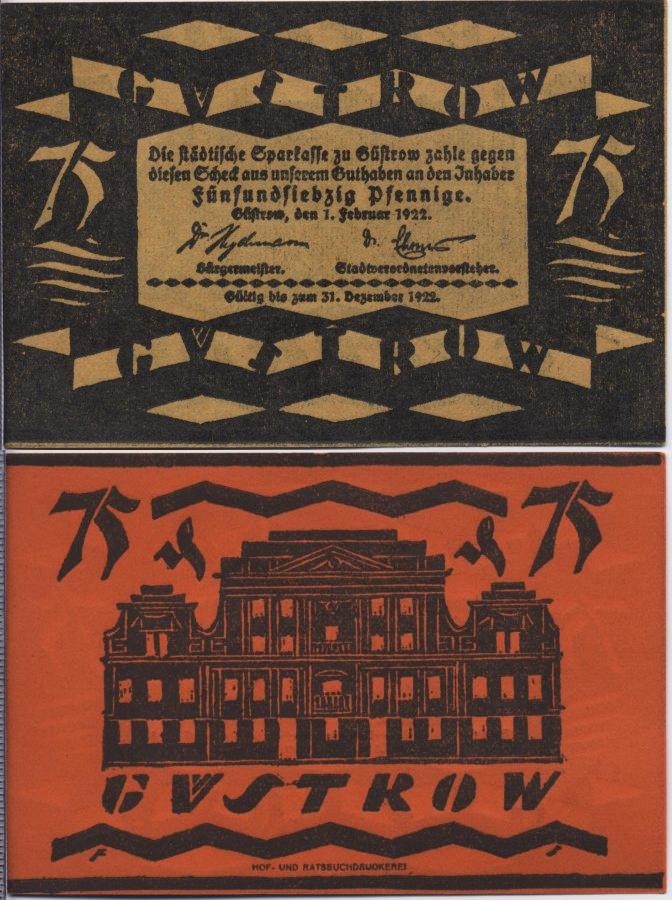 GÜSTROW
75 75
Die städtische Sparkasse zu Güstrow zahle gegen
diesen Scheck aus unserem Guthaben an den Inhaber
Fünfundsiebzig Pfennige.
Güstrow, den 1. Februar 1922.
Bürgermeister. Stadtverordnetenvorsteher.
Gültig bis zum 31. Dezember 1922.
GÜSTROW
75 75
GÜSTROW
HOF- UND RATSBUCHDRUCKEREI